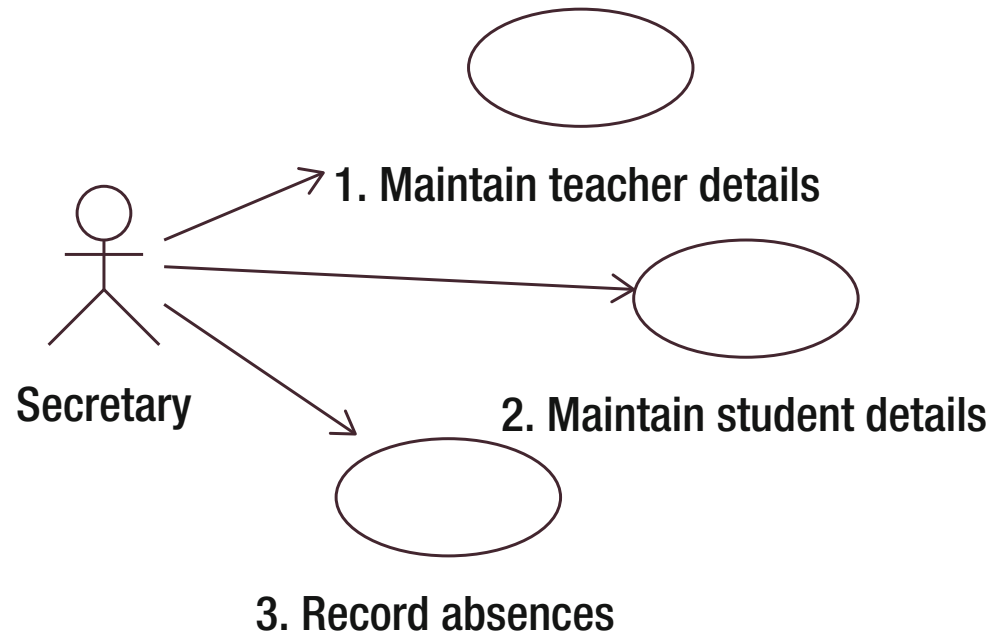 1. Maintain teacher details
Secretary
2. Maintain student details
3. Record absences